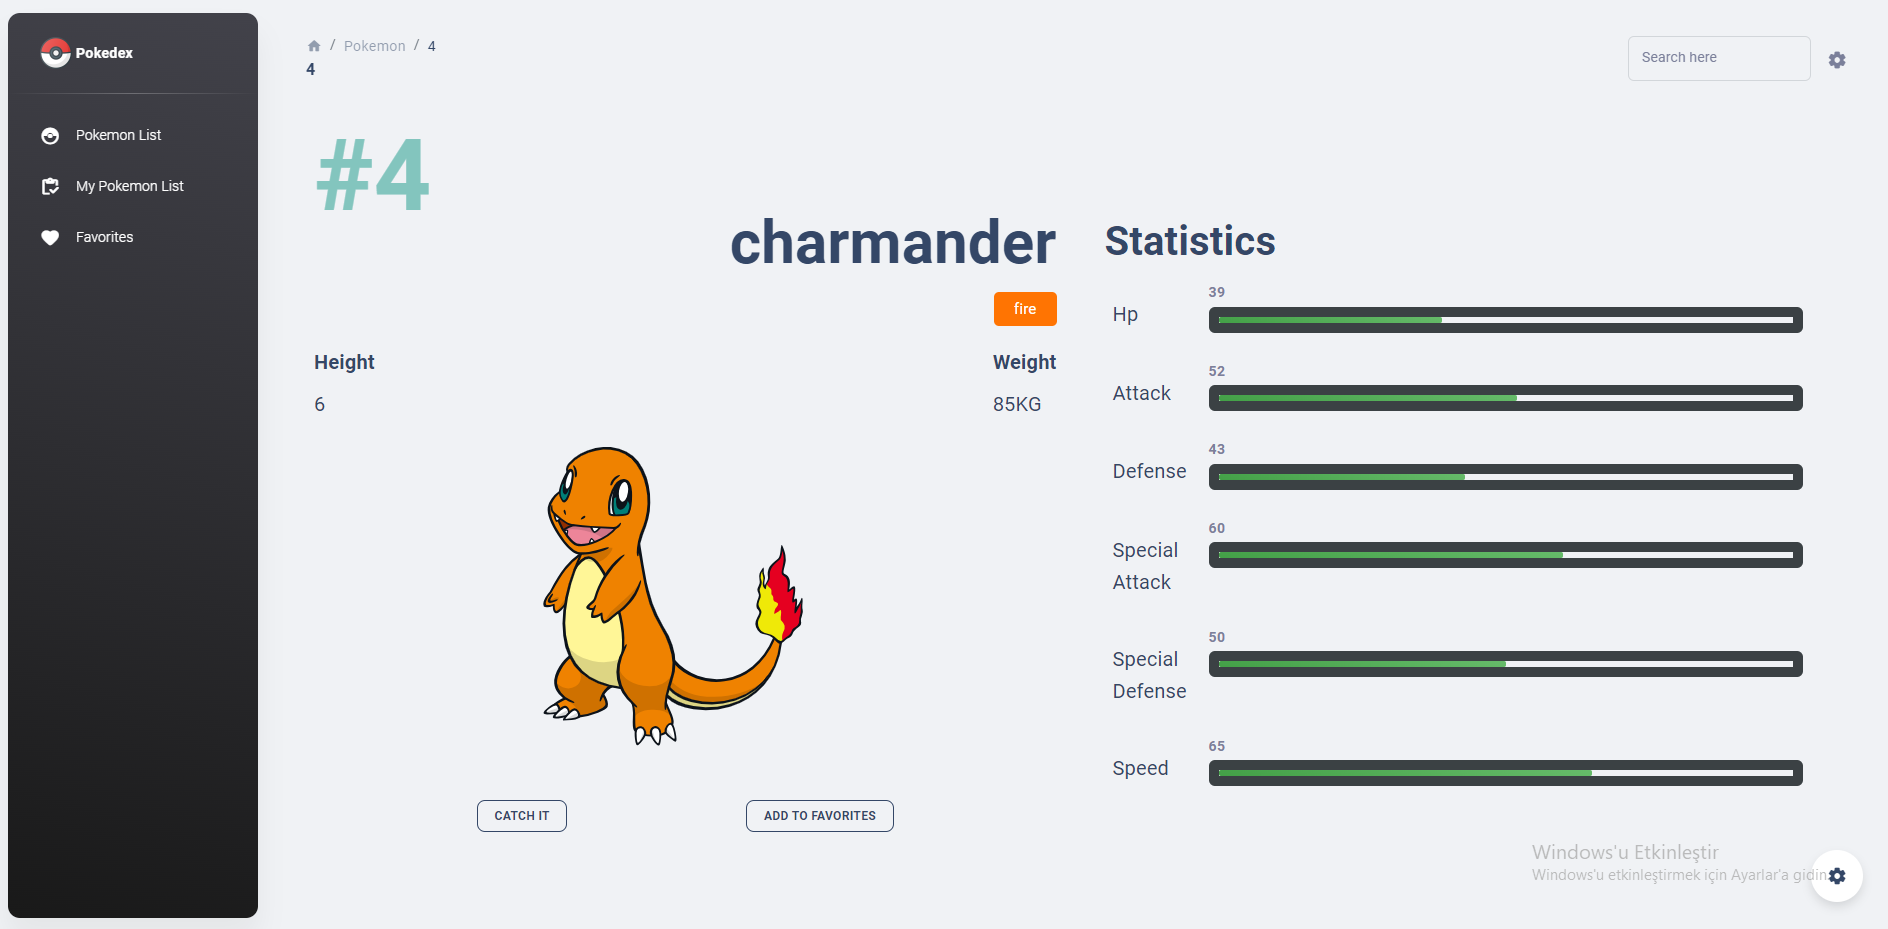 Pokedex
Pokemon List
My Pokemon List
Favorites
/ Pokemon / 4
4
Search here
#4
charmander
fire
Height
Weight
6
85KG
CATCH IT
ADD TO FAVORITES
Statistics
39
Hp
52
Attack
43
Defense
60
Special
Attack
50
Special
Defense
65
Speed
Windows'u Etkinleştir
Windows'u etkinleştirmek için Ayarlar'a gidin